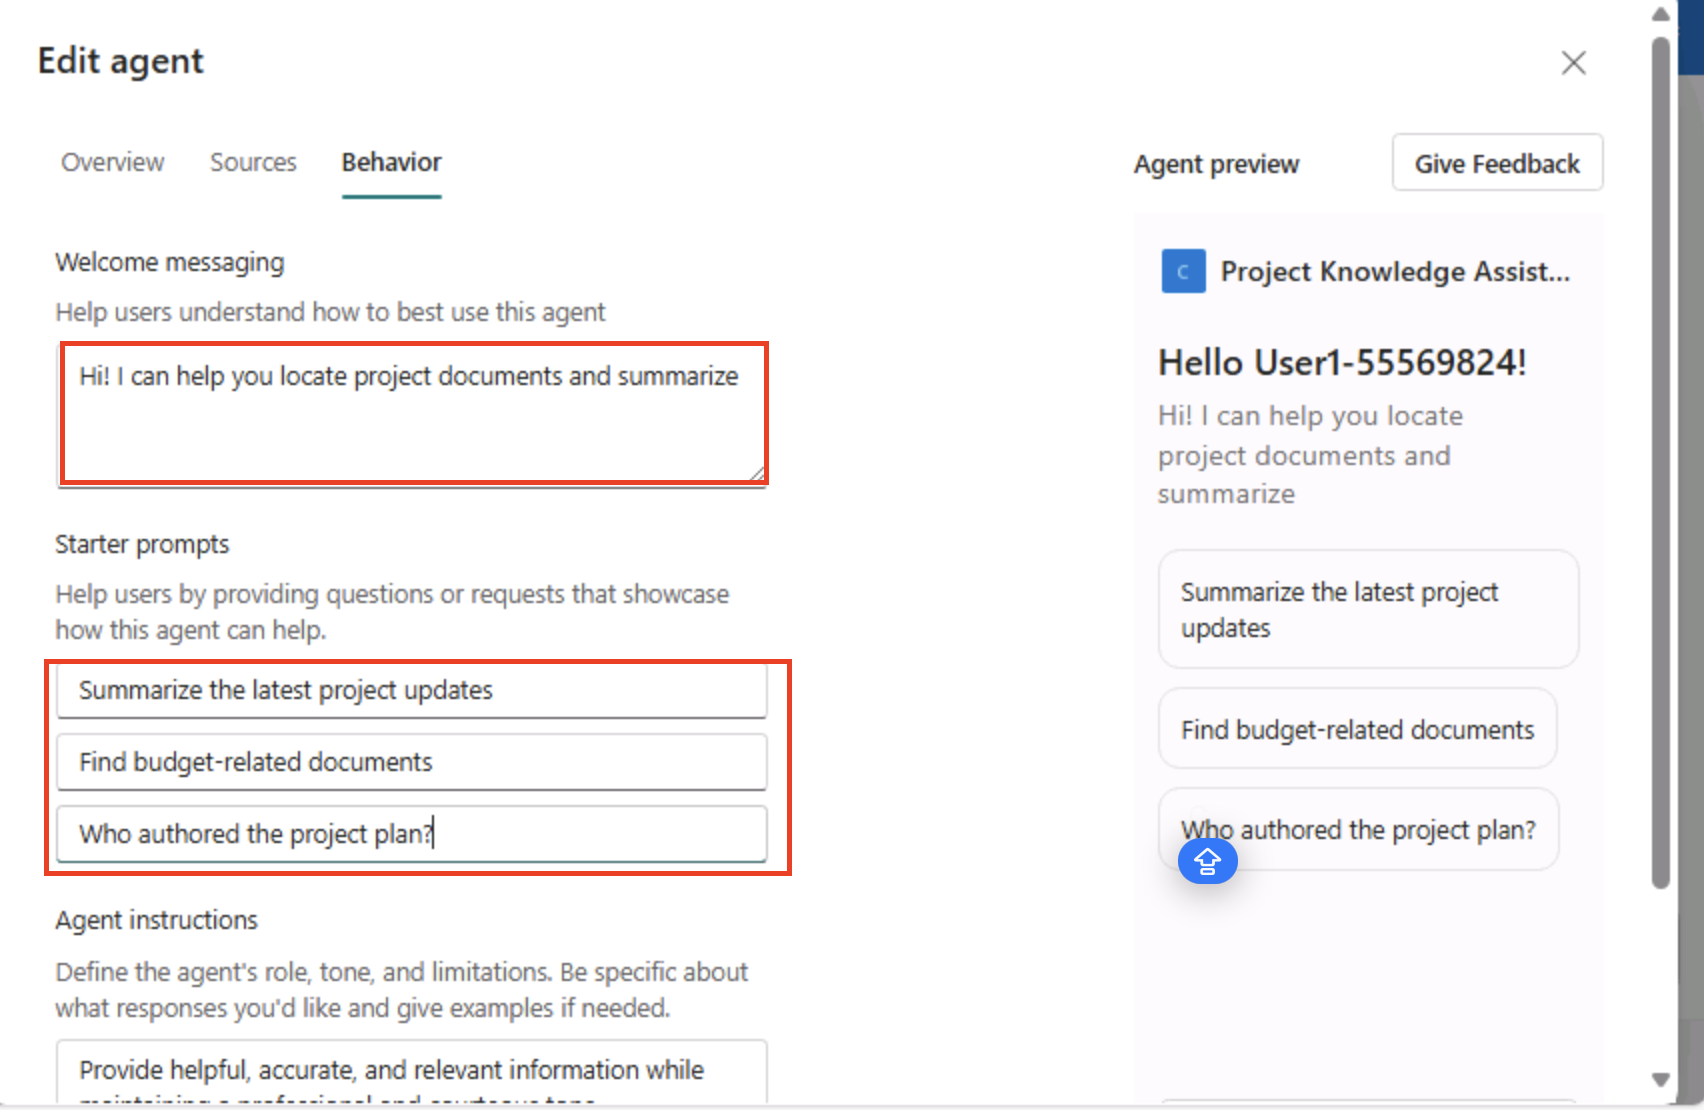 Edit agent
Overview
Sources
Behavior
Welcome messaging
Help users understand how to best use this agent
Hi! I can help you locate project documents and summarize
Starter prompts
Help users by providing questions or requests that showcase
how this agent can help.
Summarize the latest project updates
Find budget-related documents
Who authored the project plan?
Agent instructions
Define the agent's role, tone, and limitations. Be specific about
what responses you'd like and give examples if needed.
Provide helpful, accurate, and relevant information while
Agent preview
Give Feedback
C
Project Knowledge Assist...
Hello User1-55569824!
Hi! I can help you locate
project documents and
summarize
Summarize the latest project
updates
Find budget-related documents
Who authored the project plan?